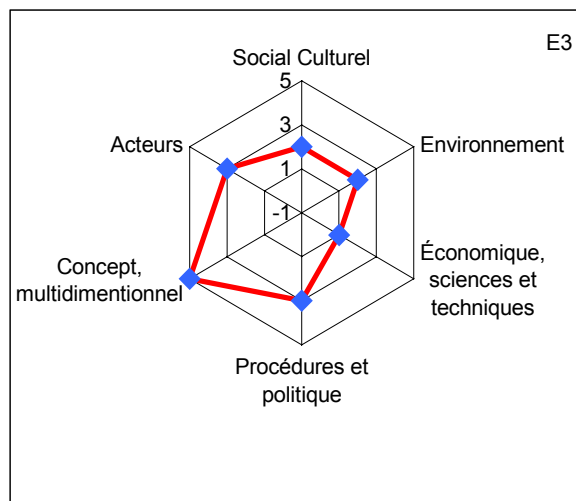 E3
Social Culturel
5
3
1
-1
Acteurs
Environnement
Concept,
multidimentionnel
Économique,
sciences et
techniques
Procédures et
politique